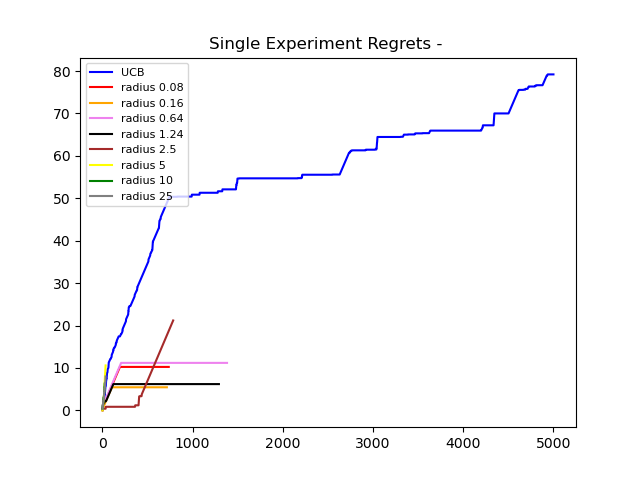 Single Experiment Regrets -
UCB
radius 0.08
radius 0.16
radius 0.64
radius 1.24
radius 2.5
radius 5
radius 10
radius 25
80
70
60
50
40
30
20
10
0
0 1000 2000 3000 4000 5000